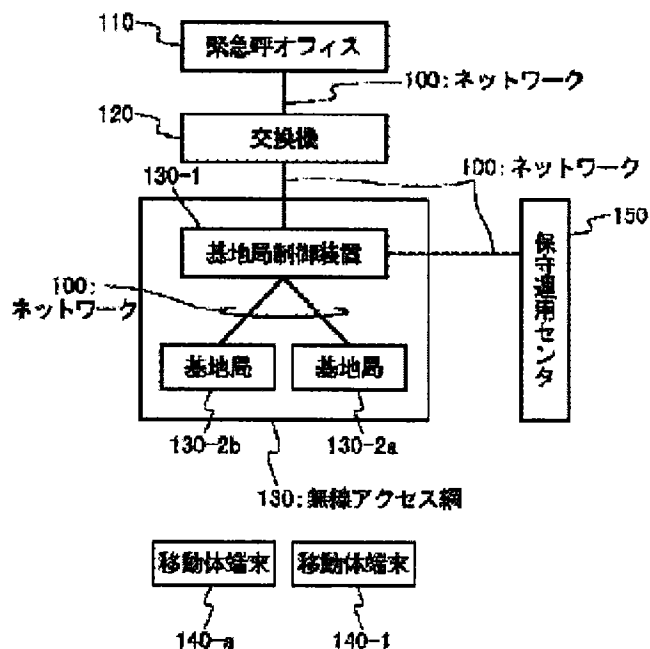 110
緊急呼オフィス
100:ネットワーク
120
交換機
130-1
100:ネットワーク
150
基地局制御装置
保守運用センタ
100:
ネットワーク
基地局
基地局
130-2b
130-2a
130:無線アクセス網
移動体端末
移動体端末
140-a
140-1